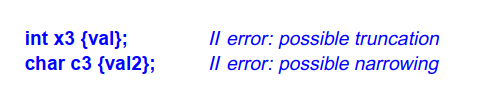 int x3 {val}; // error: possible truncation
char c3 {val2}; // error: possible narrowing